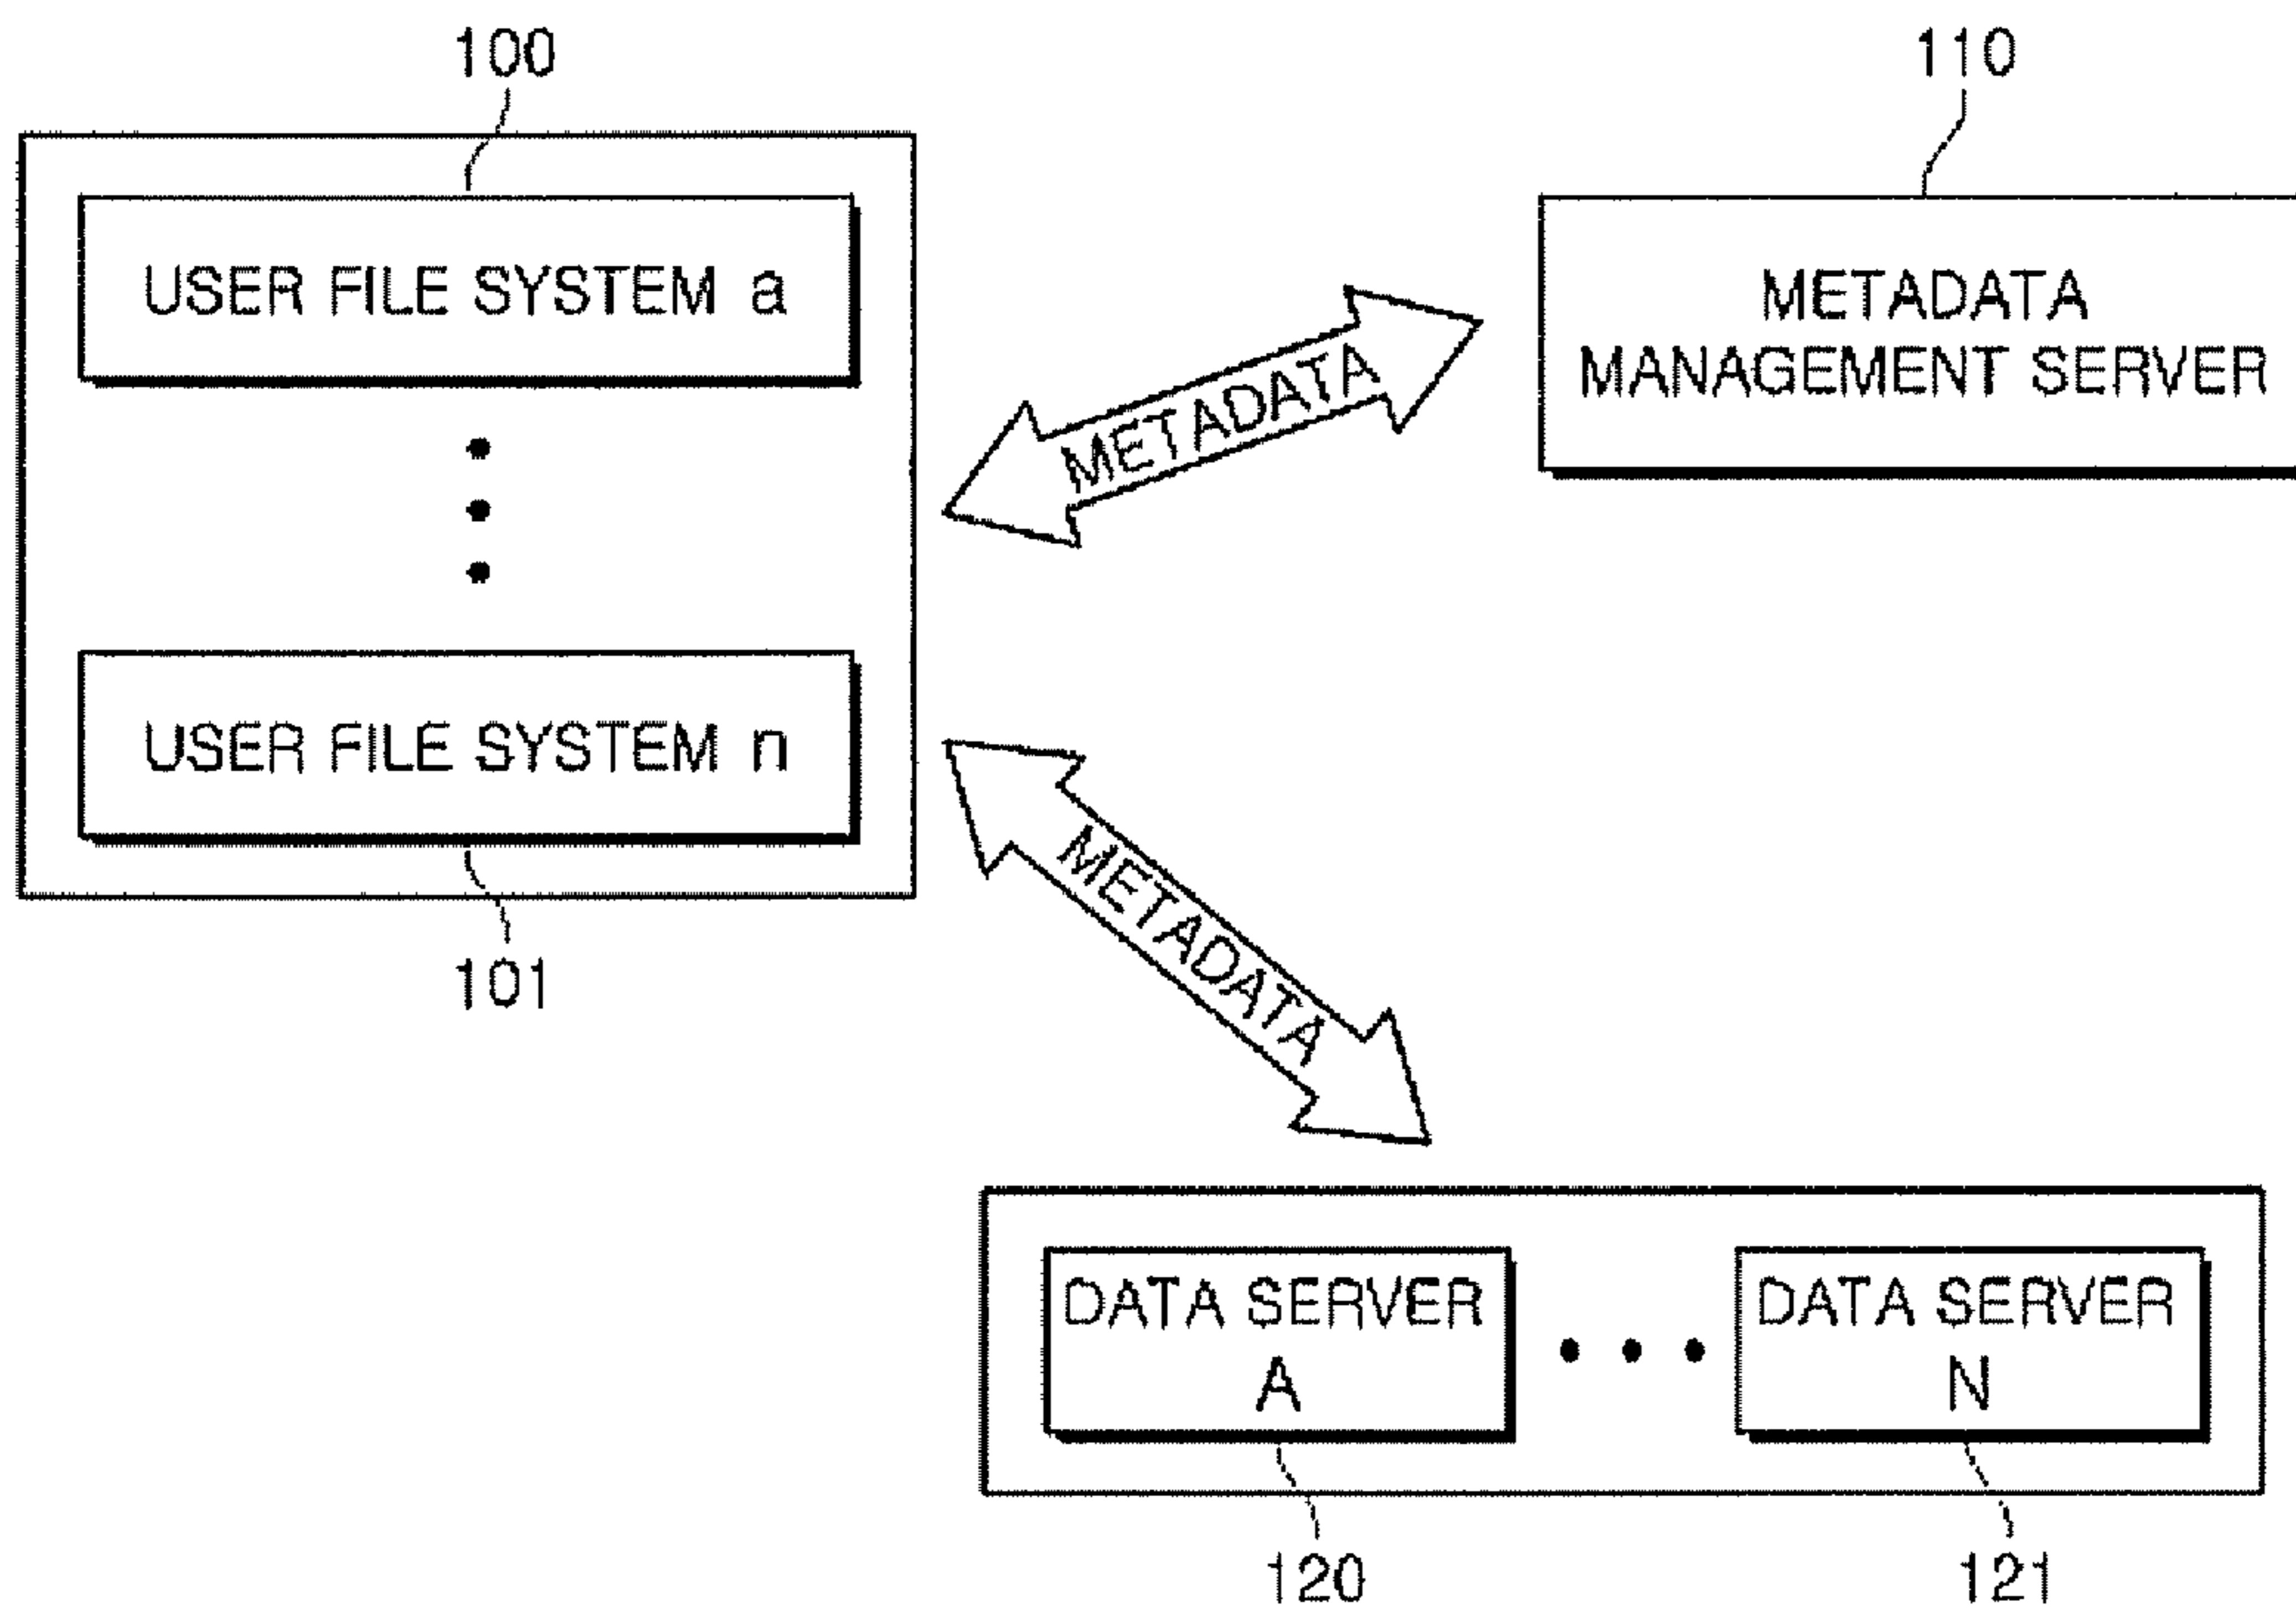 100
110
USER FILE SYSTEM a
METADATA
MANAGEMENT SERVER
METADATA
USER FILE SYSTEM n
METADATA
101
DATA SERVER
A
DATA SERVER
N
120
121